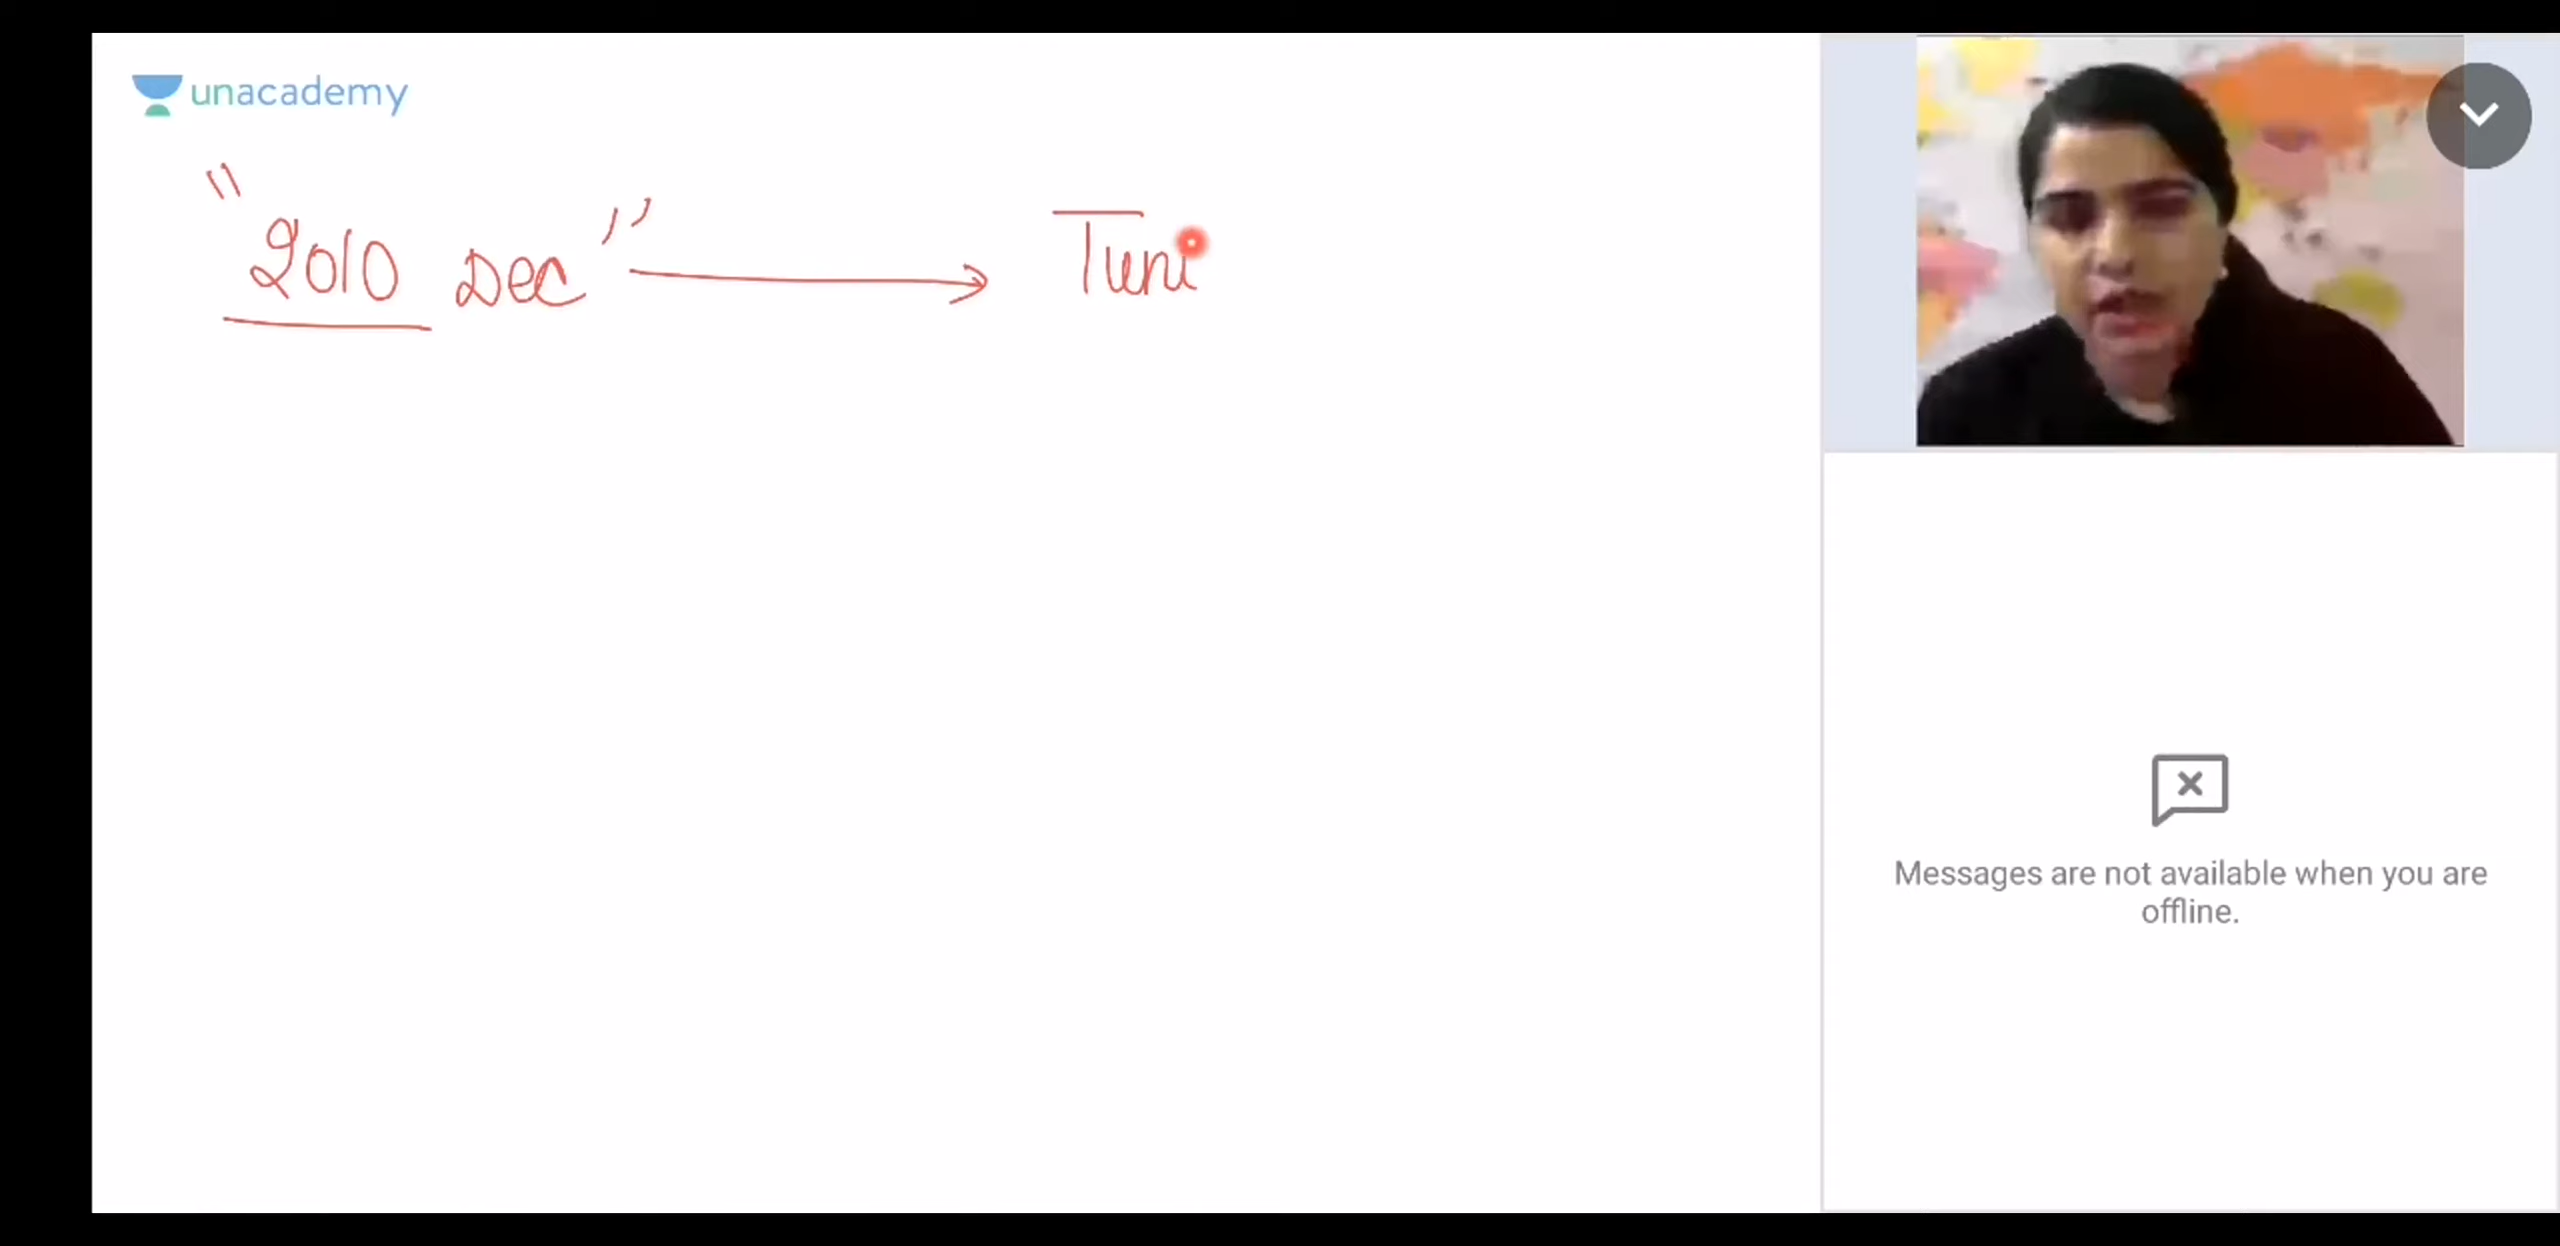 unacademy
"2010 Dec" → Tuni
Messages are not available when you are
offline.